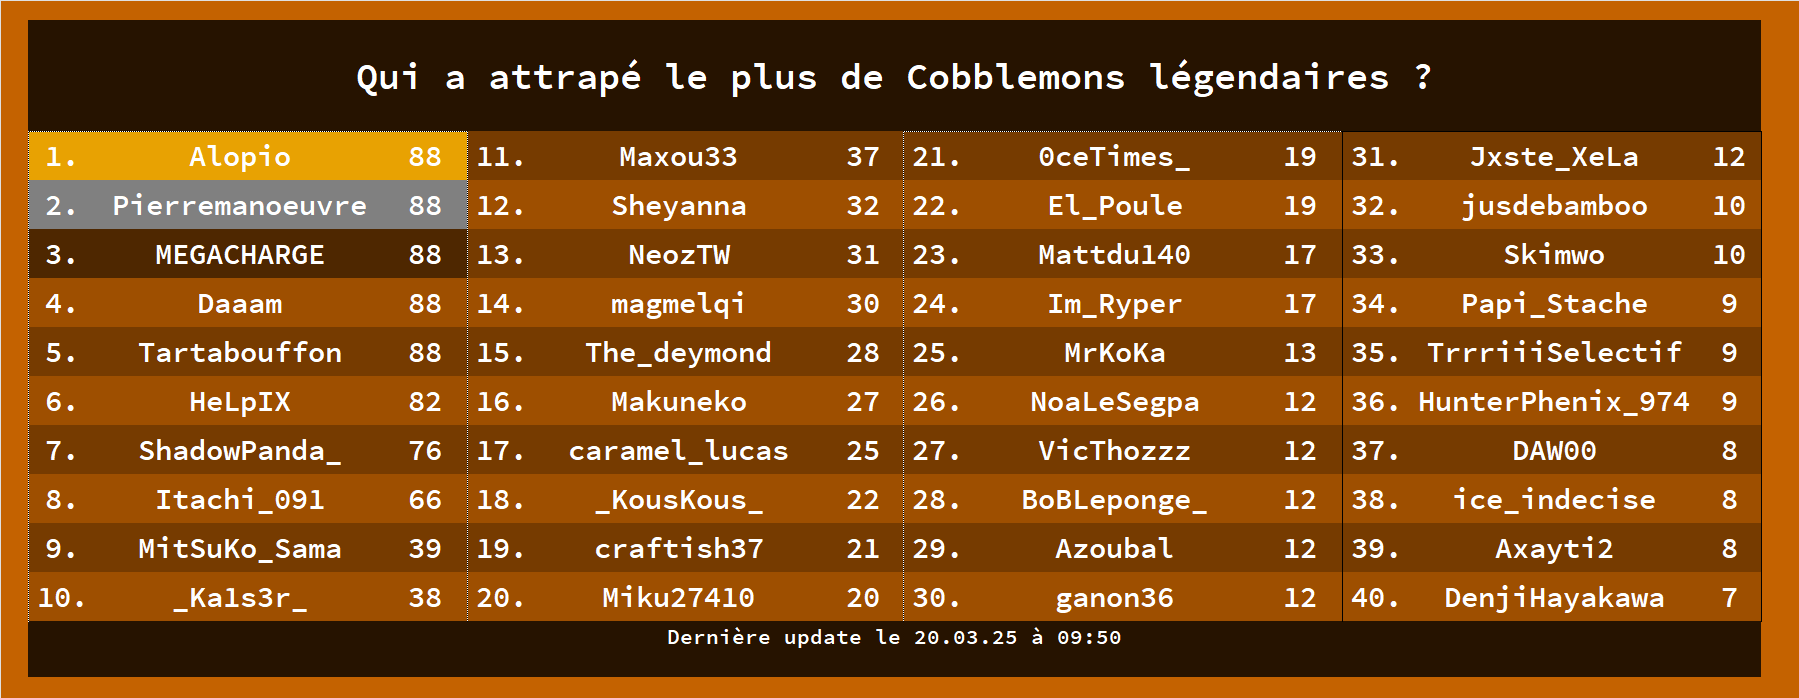 Qui a attrapé le plus de Cobblemons légendaires ?
1. Alopio 88
2. Pierremanoeuvre 88
3. MEGACHARGE 88
4. Daaam 88
5. Tartabouffon 88
6. HeLpIX 82
7. ShadowPanda_ 76
8. Itachi_091 66
9. MitSuKo_Sama 39
10. _Ka1s3r_ 38
11. Maxou33 37
12. Sheyanna 32
13. NeozTW 31
14. magmelqi 30
15. The_deymond 28
16. Makuneko 27
17. caramel_lucas 25
18. _KousKous_ 22
19. craftish37 21
20. Miku27410 20
21. 0ceTimes_ 19
22. El_Poule 19
23. Mattdu140 17
24. Im_Ryper 17
25. MrKoKa 13
26. NoaLeSegpa 12
27. VicThozzz 12
28. BoBLeponge_ 12
29. Azoubal 12
30. ganon36 12
31. Jxste_XeLa 12
32. jusdebamboo 10
33. Skimwo 10
34. Papi_Stache 9
35. TrrriiiSelectif 9
36. HunterPhenix_974 9
37. DAW00 8
38. ice_indecise 8
39. Axayti2 8
40. DenjiHayakawa 7
Dernière update le 20.03.25 à 09:50